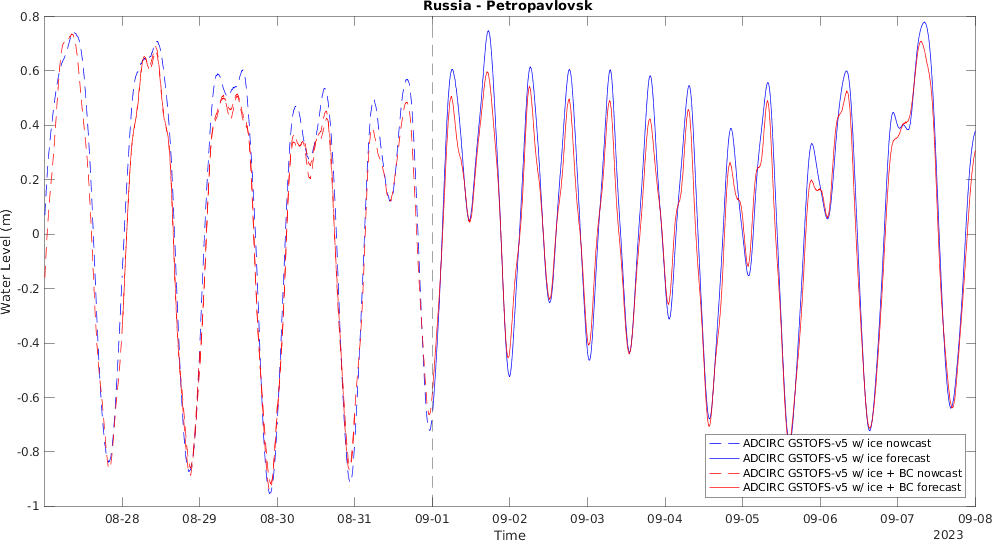 Russia - Petropavlovsk
0.8
0.6
0.4
0.2
0
-0.2
-0.4
-0.6
-0.8
-1
Water Level (m)
ADCIRC GSTOFS-v5 w/ ice nowcast
ADCIRC GSTOFS-v5 w/ ice forecast
ADCIRC GSTOFS-v5 w/ ice + BC nowcast
ADCIRC GSTOFS-v5 w/ ice + BC forecast
08-28 08-29 08-30 08-31 09-01 09-02 09-03 09-04 09-05 09-06 09-07 09-08
Time
2023